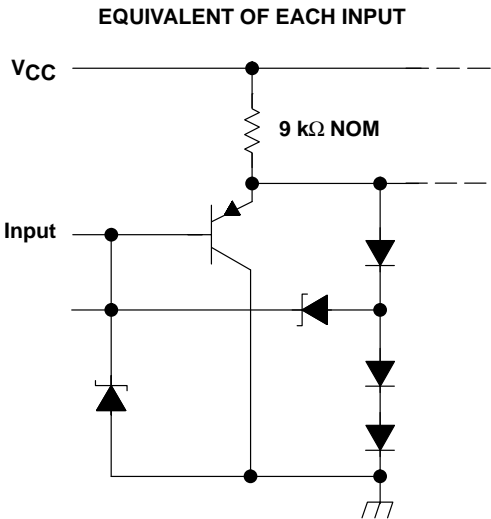 EQUIVALENT OF EACH INPUT
VCC
9 kΩ NOM
Input